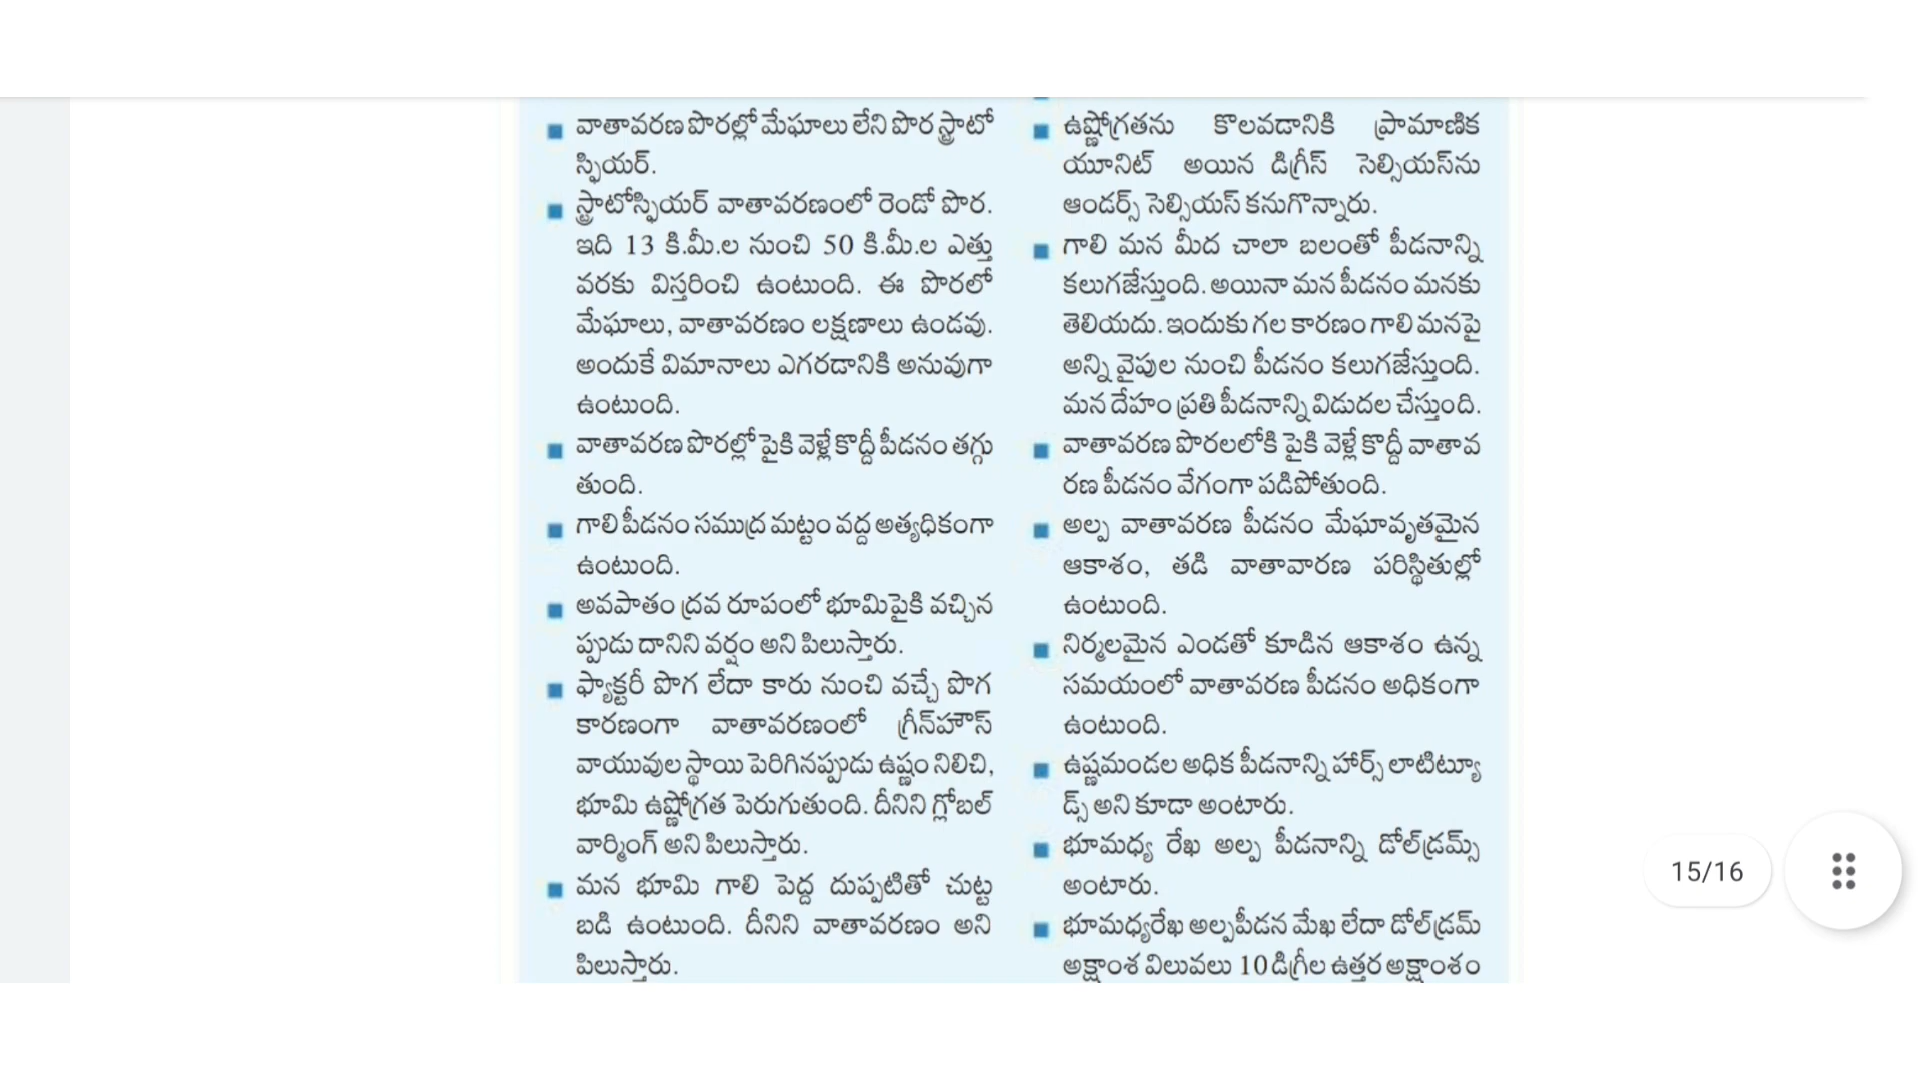 వాతావరణ పొరల్లో మేఘాలు లేని పొర స్ట్రాటో
స్ఫియర్.
స్ట్రాటోస్ఫియర్ వాతావరణంలో రెండో పొర.
ఇది 13 కి.మీ.ల నుంచి 50 కి.మీ.ల ఎత్తు
వరకు విస్తరించి ఉంటుంది. ఈ పొరలో
మేఘాలు, వాతావరణం లక్షణాలు ఉండవు.
అందుకే విమానాలు ఎగరడానికి అనువుగా
ఉంటుంది.
వాతావరణ పొరల్లో పైకి వెళ్లే కొద్దీ పీడనం తగ్గు
తుంది.
గాలి పీడనం సముద్ర మట్టం వద్ద అత్యధికంగా
ఉంటుంది.
అవపాతం ద్రవ రూపంలో భూమిపైకి వచ్చిన
ప్పుడు దానిని వర్షం అని పిలుస్తారు.
ఫ్యాక్టరీ పొగ లేదా కారు నుంచి వచ్చే పొగ
కారణంగా వాతావరణంలో గ్రీన్‌హౌస్
వాయువుల స్థాయి పెరిగినప్పుడు ఉష్ణం నిలిచి,
భూమి ఉష్ణోగ్రత పెరుగుతుంది. దీనిని గ్లోబల్
వార్మింగ్ అని పిలుస్తారు.
మన భూమి గాలి పెద్ద దుప్పటితో చుట్ట
బడి ఉంటుంది. దీనిని వాతావరణం అని
పిలుస్తారు.
ఉష్ణోగ్రతను కొలవడానికి ప్రామాణిక
యూనిట్ అయిన డిగ్రీస్ సెల్సియస్‌ను
ఆండర్స్ సెల్సియస్ కనుగొన్నారు.
గాలి మన మీద చాలా బలంతో పీడనాన్ని
కలుగజేస్తుంది. అయినా మన పీడనం మనకు
తెలియదు. ఇందుకు గల కారణం గాలి మనపై
అన్ని వైపుల నుంచి పీడనం కలుగజేస్తుంది.
మన దేహం ప్రతి పీడనాన్ని విడుదల చేస్తుంది.
వాతావరణ పొరలలోకి పైకి వెళ్లే కొద్దీ వాతావ
రణ పీడనం వేగంగా పడిపోతుంది.
అల్ప వాతావరణ పీడనం మేఘావృతమైన
ఆకాశం, తడి వాతావారణ పరిస్థితుల్లో
ఉంటుంది.
నిర్మలమైన ఎండతో కూడిన ఆకాశం ఉన్న
సమయంలో వాతావరణ పీడనం అధికంగా
ఉంటుంది.
ఉష్ణమండల అధిక పీడనాన్ని హార్స్ లాటిట్యూ
డ్స్ అని కూడా అంటారు.
భూమధ్య రేఖ అల్ప పీడనాన్ని డోల్‌డ్రమ్స్
అంటారు.
భూమధ్యరేఖ అల్పపీడన మేఖ లేదా డోల్‌డ్రమ్
అక్షాంశ విలువలు 10 డిగ్రీల ఉత్తర అక్షాంశం
15/16